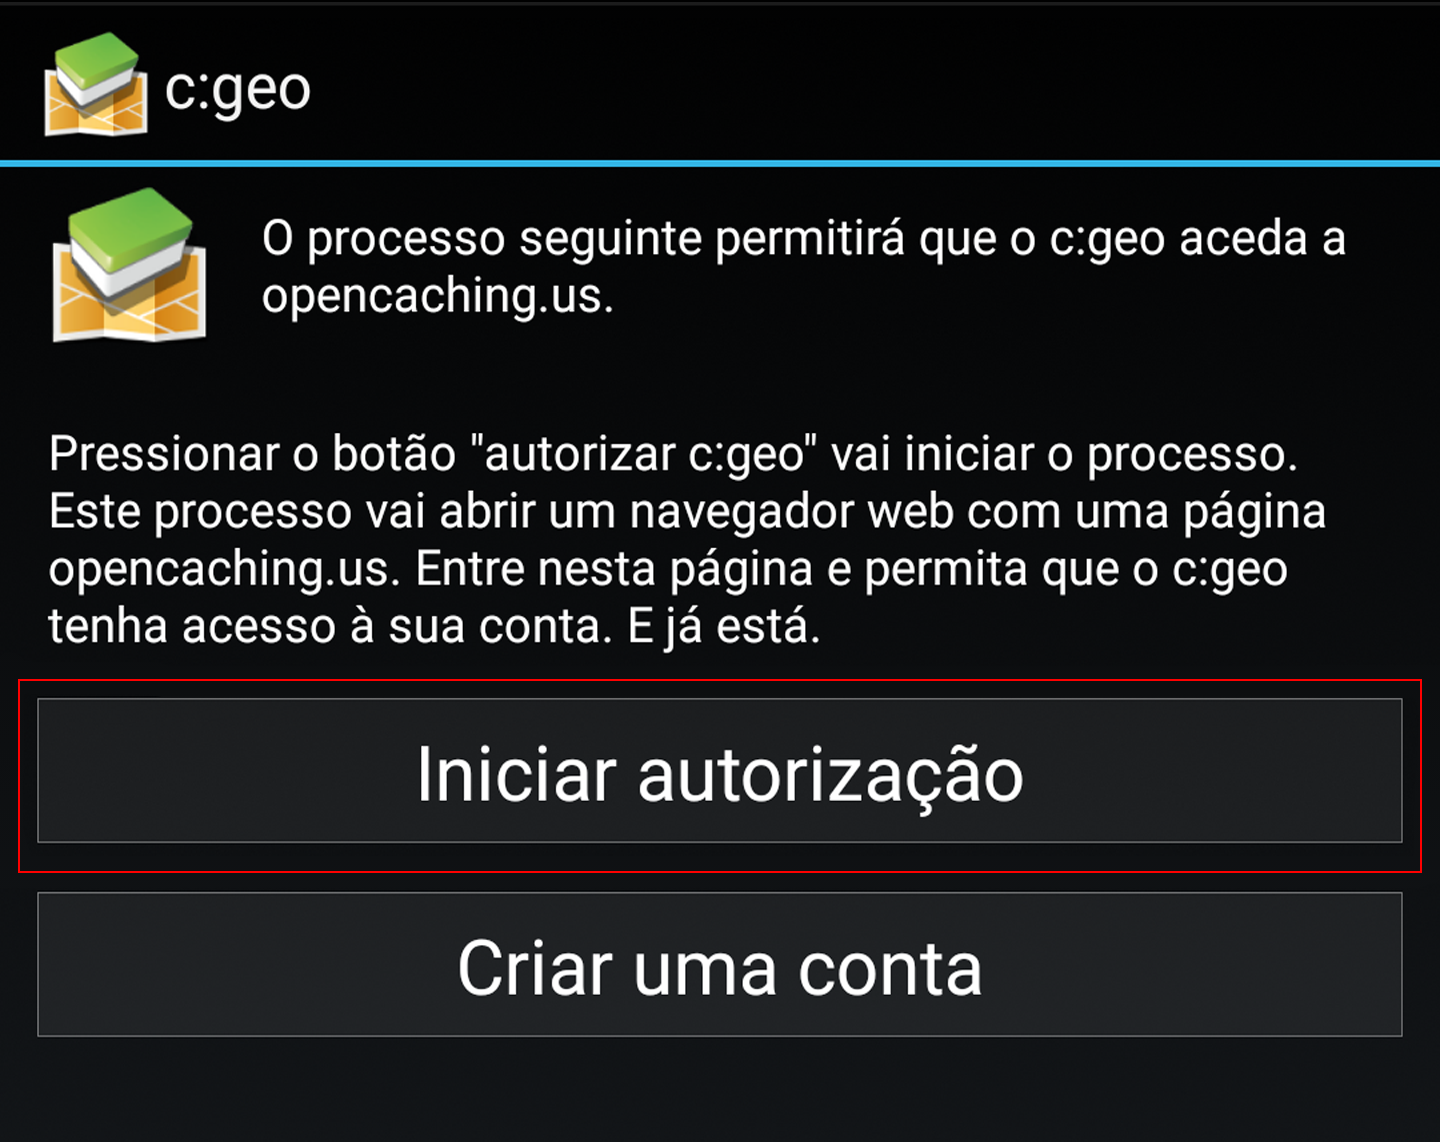 c:geo
O processo seguinte permitirá que o c:geo aceda a
opencaching.us.
Pressionar o botão "autorizar c:geo" vai iniciar o processo.
Este processo vai abrir um navegador web com uma página
opencaching.us. Entre nesta página e permita que o c:geo
tenha acesso à sua conta. E já está.
Iniciar autorização
Criar uma conta